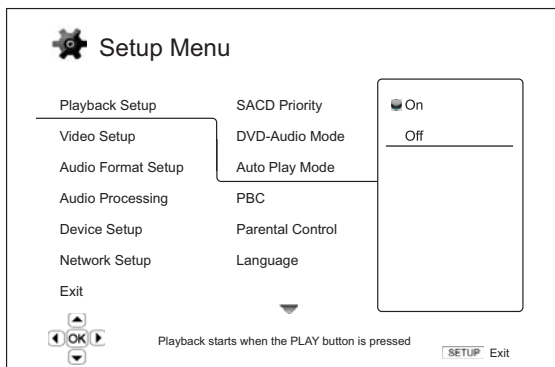 Setup Menu
Playback Setup
Video Setup
Audio Format Setup
Audio Processing
Device Setup
Network Setup
Exit
SACD Priority
DVD-Audio Mode
Auto Play Mode
PBC
Parental Control
Language
On
Off
OK
Playback starts when the PLAY button is pressed
SETUP Exit